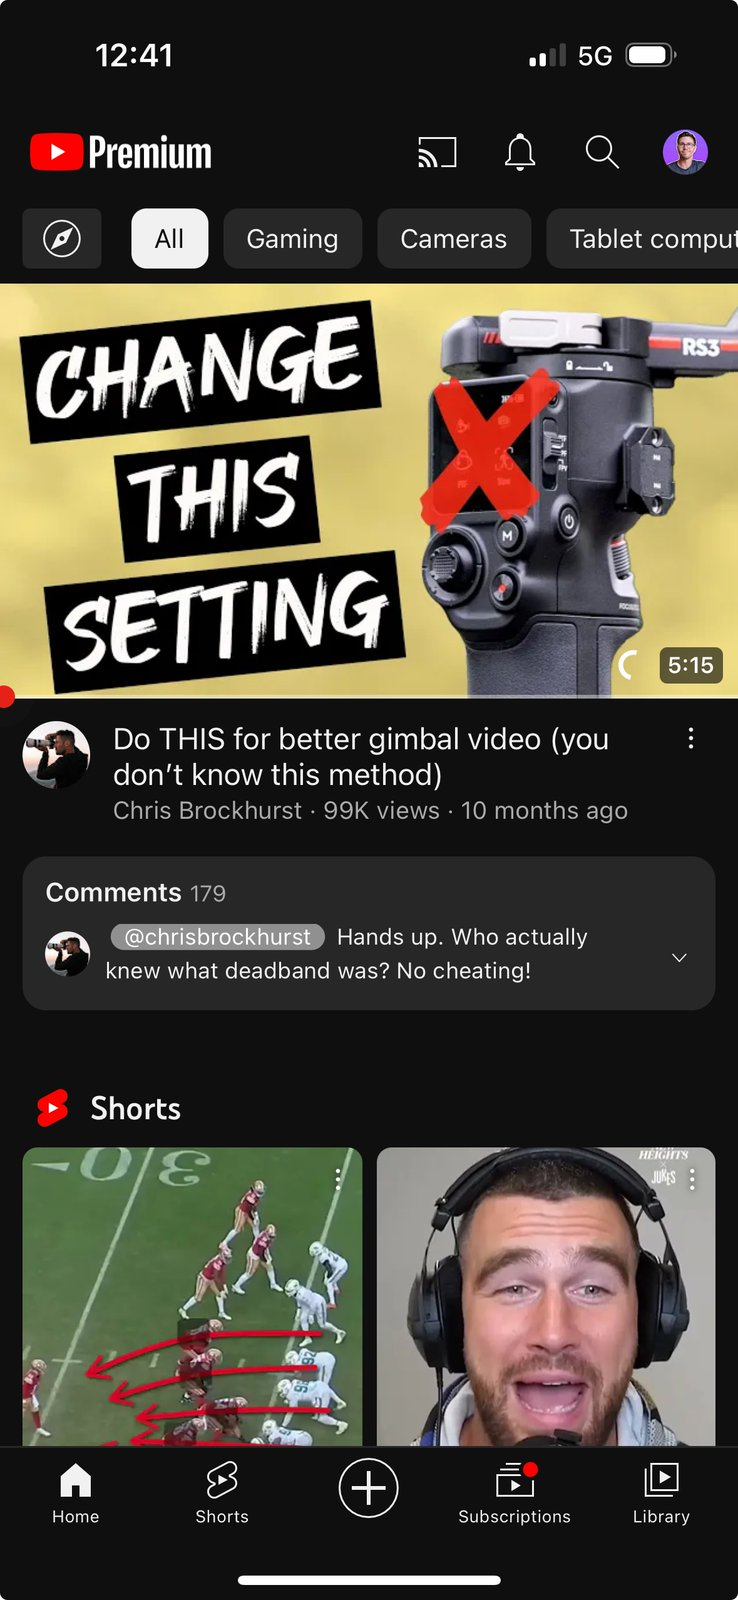 12:41
5G
Premium
All
Gaming
Cameras
Tablet comput
CHANGE
THIS
SETTING
RS3
M
5:15
Do THIS for better gimbal video (you
don't know this method)
Chris Brockhurst · 99K views · 10 months ago
Comments 179
@chrisbrockhurst Hands up. Who actually
knew what deadband was? No cheating!
Shorts
3 0
HEIGHTS
JUKES
Home
Shorts
Subscriptions
Library